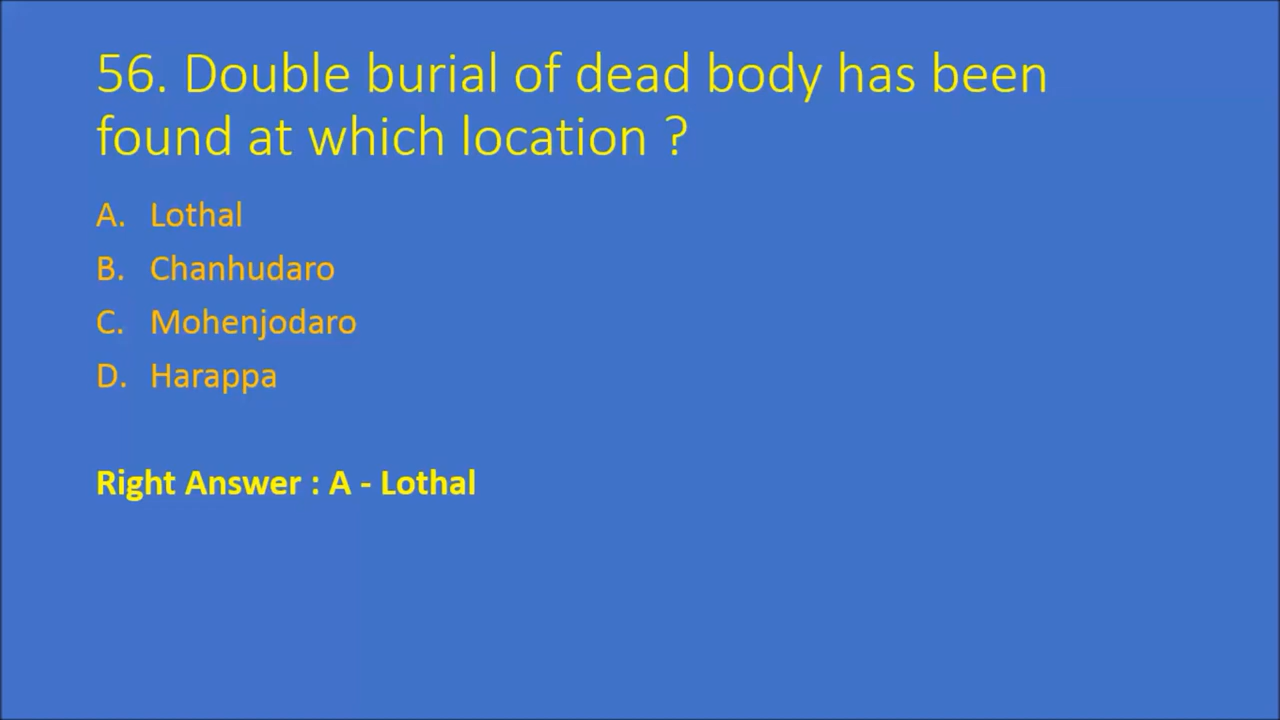 56. Double burial of dead body has been
found at which location ?
A. Lothal
B. Chanhudaro
C. Mohenjodaro
D. Harappa
Right Answer : A - Lothal